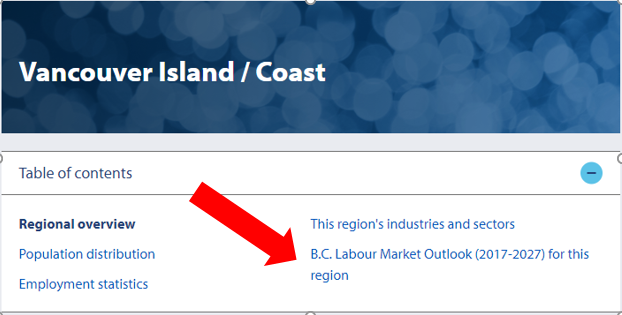 Vancouver Island / Coast
Table of contents
Regional overview
Population distribution
Employment statistics
This region's industries and sectors
B.C. Labour Market Outlook (2017-2027) for this
region